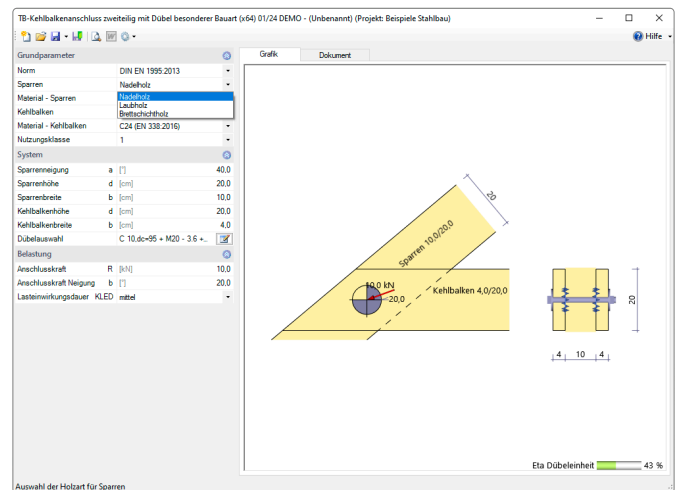 TB-Kehlbalkenanschluss zweiteilig mit Dübel besonderer Bauart (x64) 01/24 DEMO - (Unbenannt) (Projekt: Beispiele Stahlbau)
Hilfe
Grundparameter
Norm DIN EN 1995:2013
Sparren Nadelholz
Material - Sparren Nadelholz
Laubholz
Kehlbalken Brettschichtholz
Material - Kehlbalken C24 (EN 338:2016)
Nutzungsklasse 1
System
Sparrenneigung a [°] 40,0
Sparrenhöhe d [cm] 20,0
Sparrenbreite b [cm] 10,0
Kehlbalkenhöhe d [cm] 20,0
Kehlbalkenbreite b [cm] 4,0
Dübelauswahl C 10,dc=95 + M20 - 3.6 +..
Belastung
Anschlusskraft R [kN] 10,0
Anschlusskraft Neigung b [°] 20,0
Lasteinwirkungsdauer KLED mittel
Grafik Dokument
20
Sparren 10,0/20,0
10,0 kN
20,0
Kehlbalken 4,0/20,0
20
4 10 4
Eta Dübeleinheit 43 %
Auswahl der Holzart für Sparren